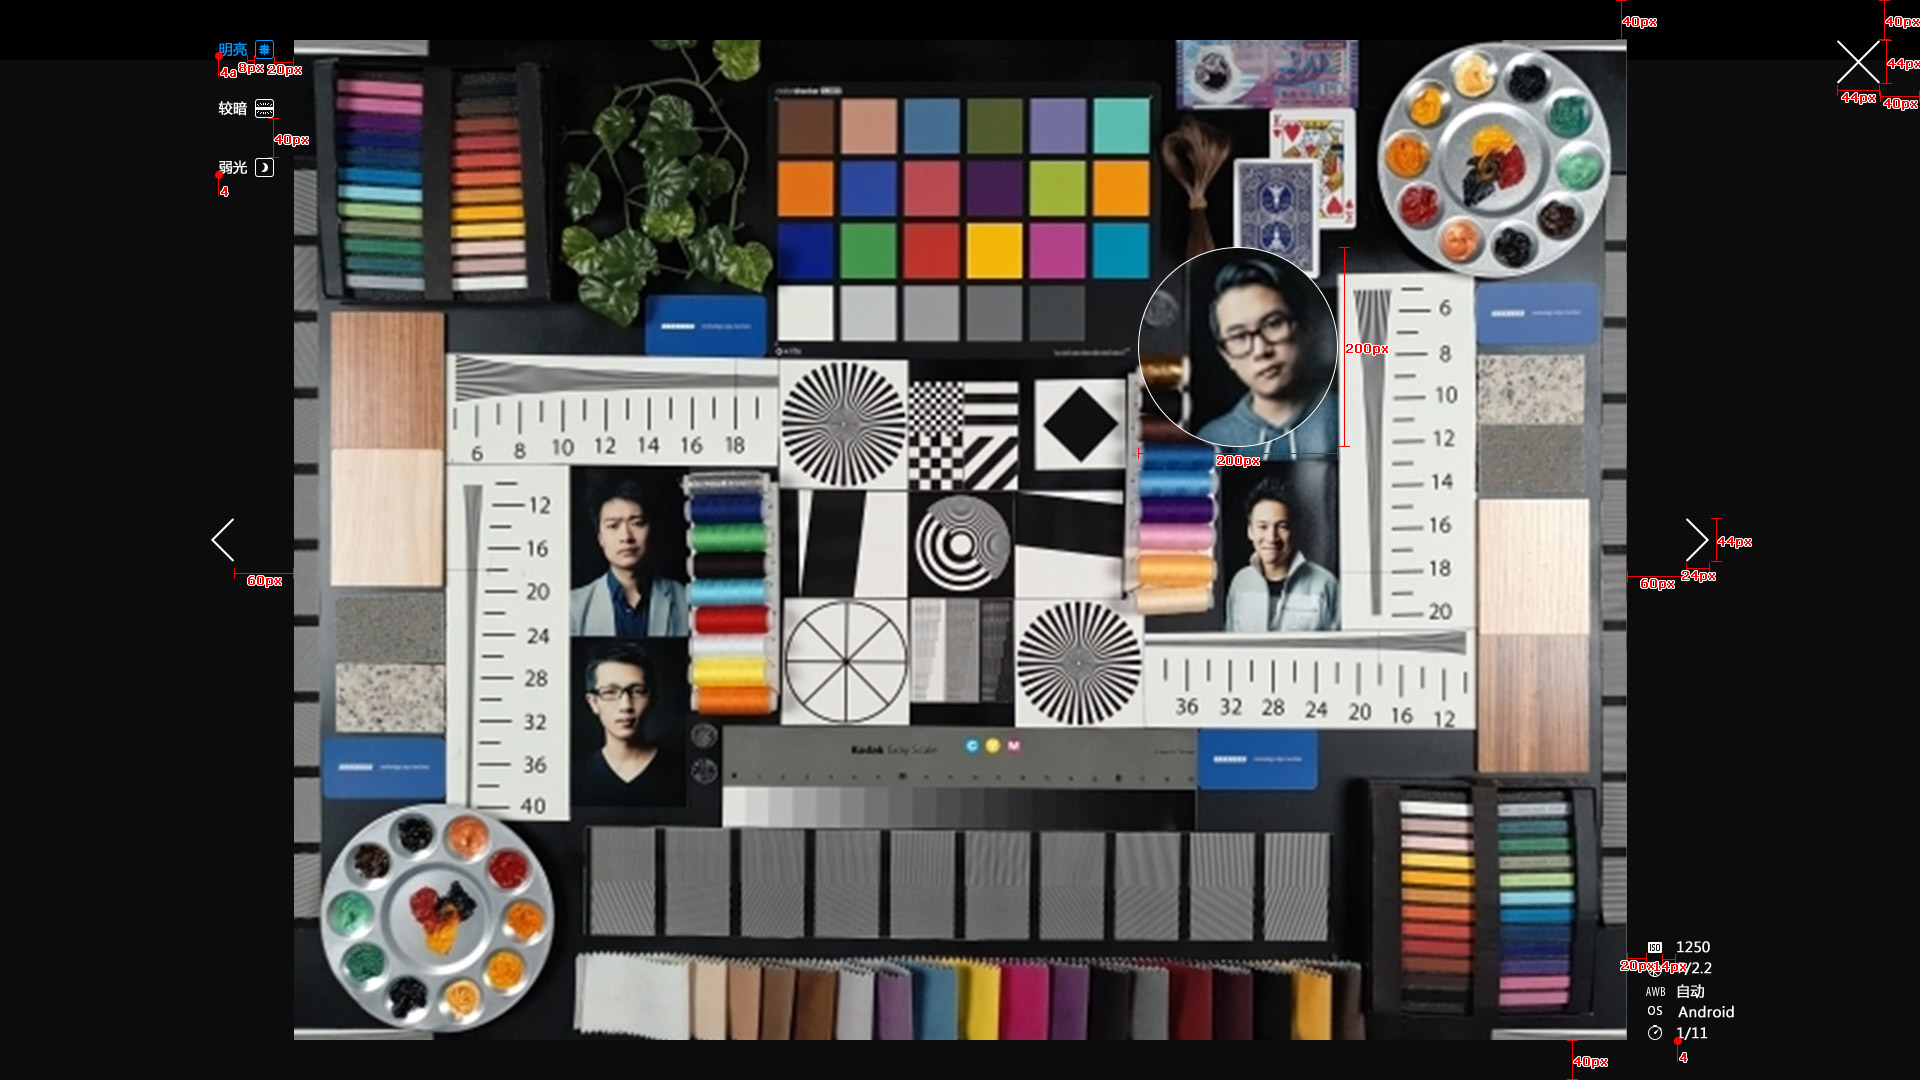 明亮
4a
8px
20px
较暗
40px
弱光
4
40px
40px
44px
44px
40px
colorchecker
K
6
8
10
12
14
16
18
20
200px
200px
6
8
10
12
14
16
18
12
16
20
24
28
32
36
40
36
32
28
24
20
16
12
60px
44px
24px
60px
Kodak Gray Scale
C
Y
M
ISO 1250
20px
14px
/2.2
AWB 自动
OS Android
1/11
4
40px